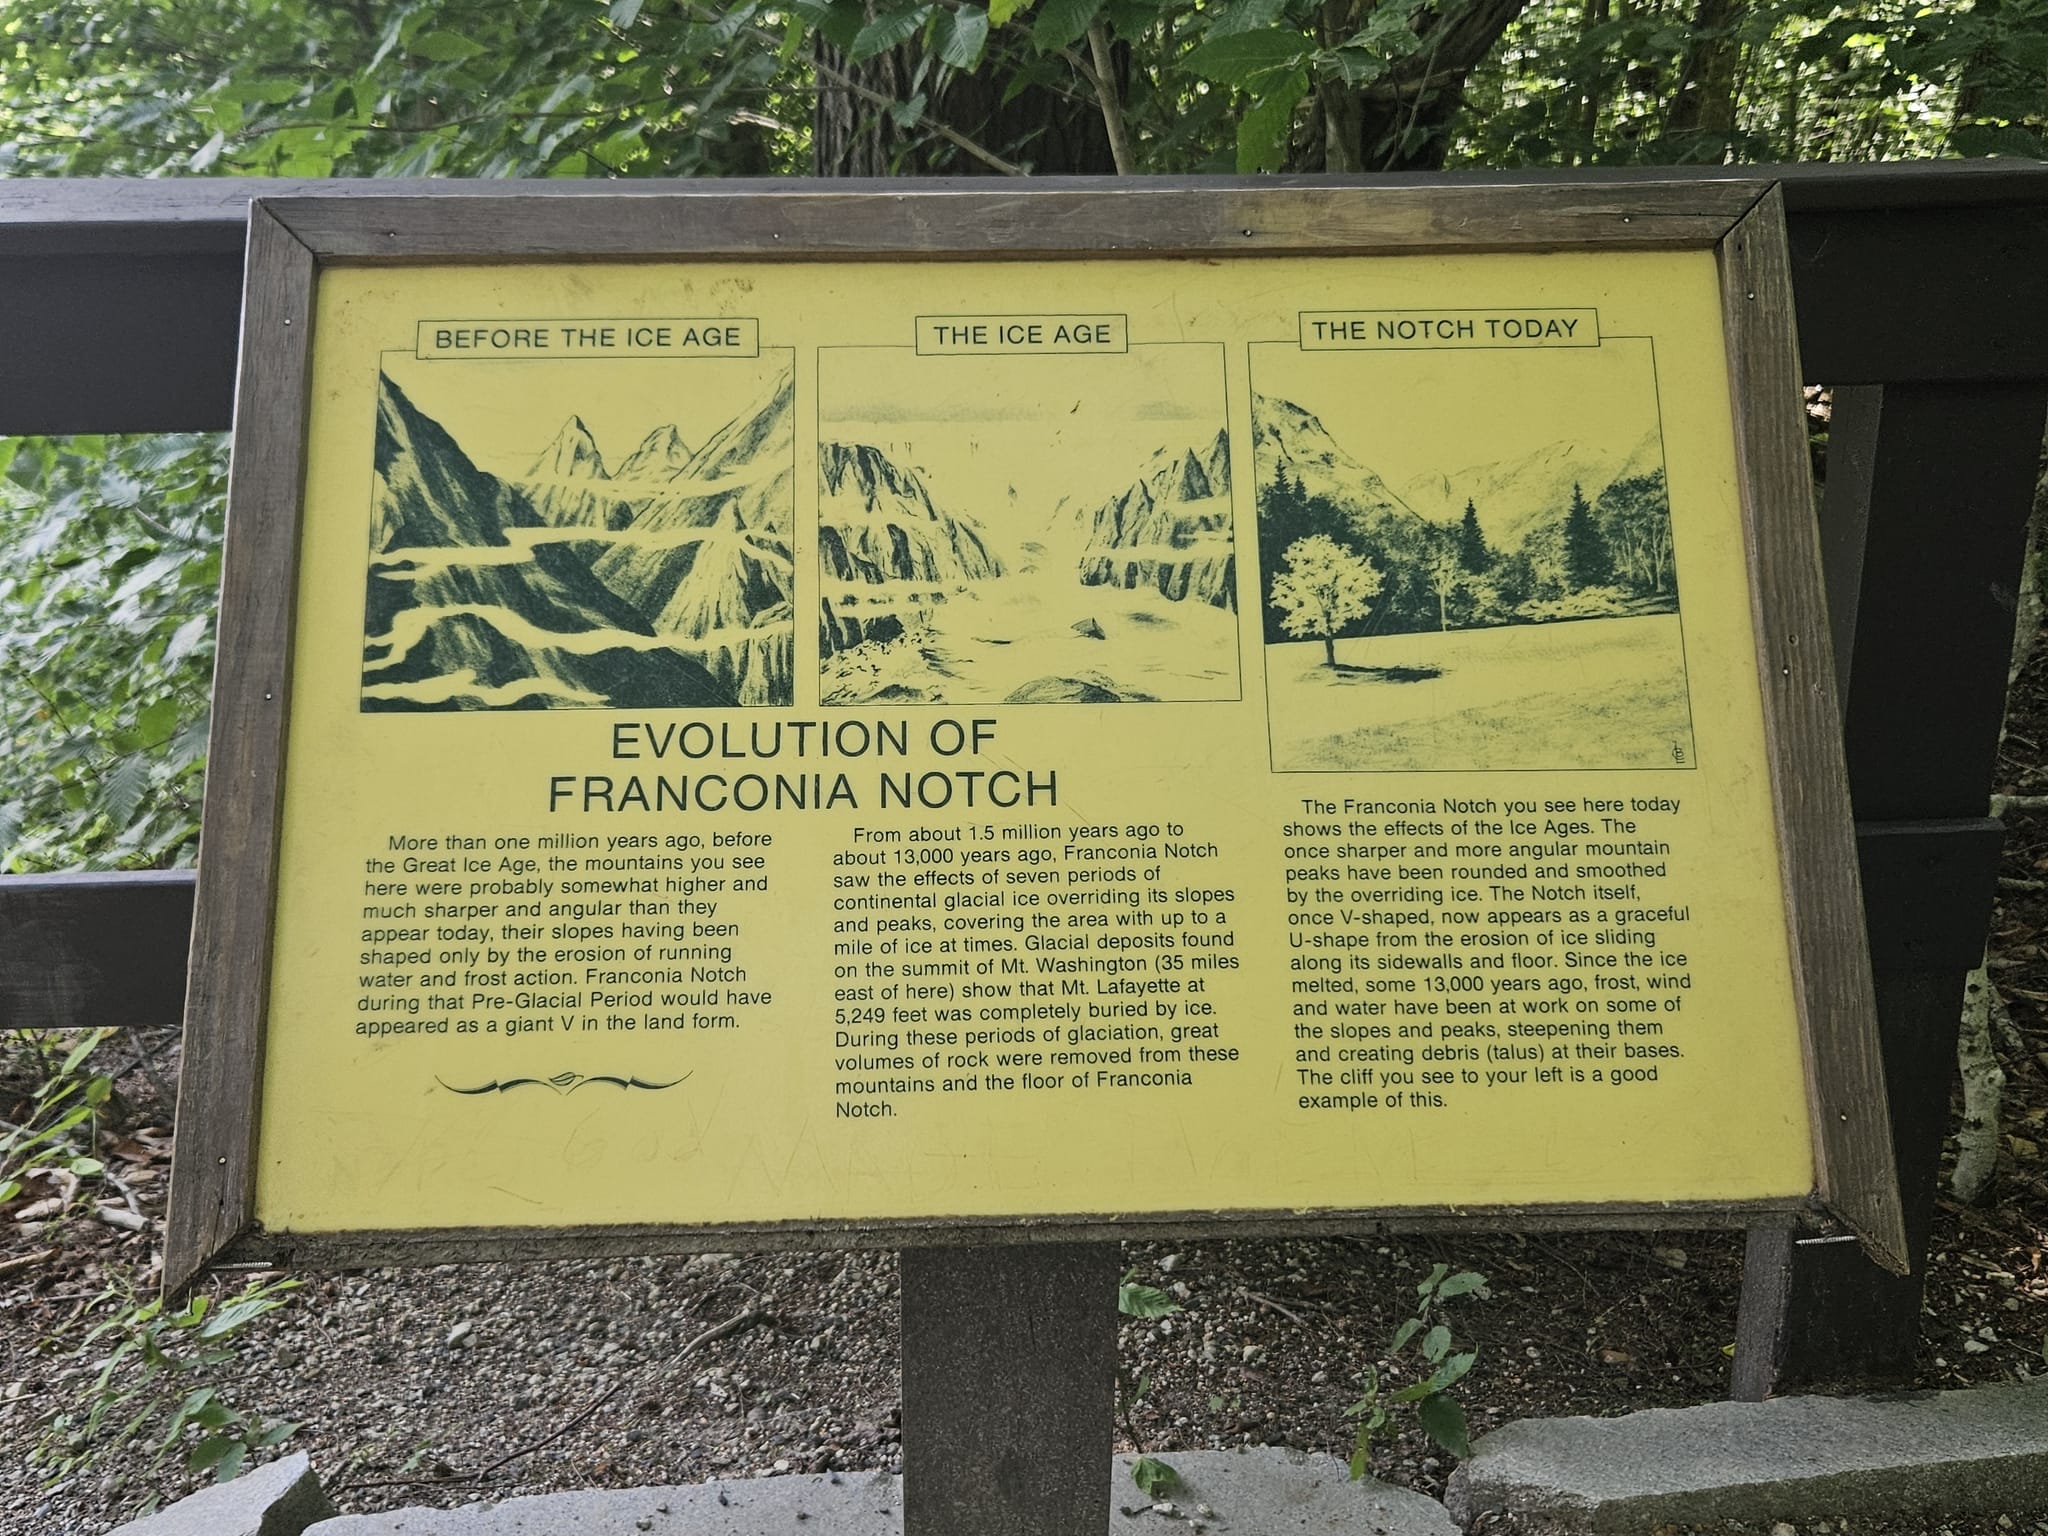 BEFORE THE ICE AGE
THE ICE AGE
THE NOTCH TODAY
EVOLUTION OF
FRANCONIA NOTCH
More than one million years ago, before
the Great Ice Age, the mountains you see
here were probably somewhat higher and
much sharper and angular than they
appear today, their slopes having been
shaped only by the erosion of running
water and frost action. Franconia Notch
during that Pre-Glacial Period would have
appeared as a giant V in the land form.
From about 1.5 million years ago to
about 13,000 years ago, Franconia Notch
saw the effects of seven periods of
continental glacial ice overriding its slopes
and peaks, covering the area with up to a
mile of ice at times. Glacial deposits found
on the summit of Mt. Washington (35 miles
east of here) show that Mt. Lafayette at
5,249 feet was completely buried by ice.
During these periods of glaciation, great
volumes of rock were removed from these
mountains and the floor of Franconia
Notch.
The Franconia Notch you see here today
shows the effects of the Ice Ages. The
once sharper and more angular mountain
peaks have been rounded and smoothed
by the overriding ice. The Notch itself,
once V-shaped, now appears as a graceful
U-shape from the erosion of ice sliding
along its sidewalls and floor. Since the ice
melted, some 13,000 years ago, frost, wind
and water have been at work on some of
the slopes and peaks, steepening them
and creating debris (talus) at their bases.
The cliff you see to your left is a good
example of this.